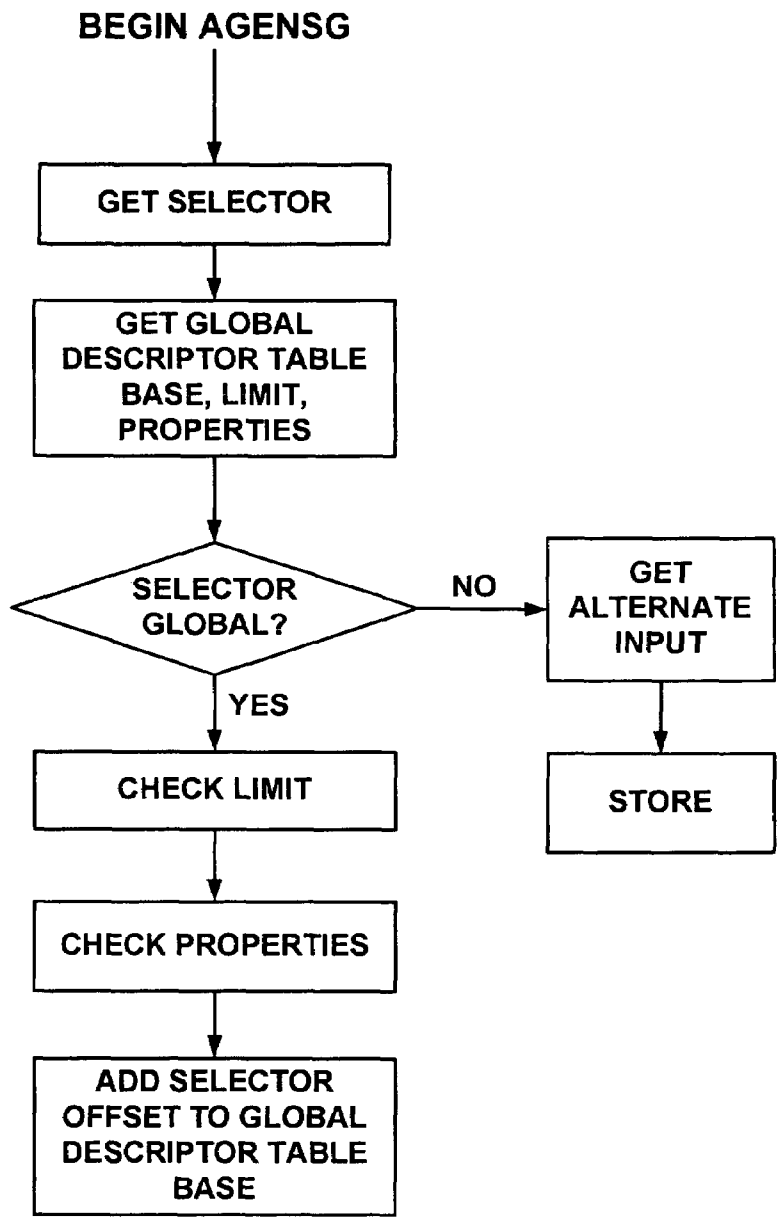 BEGIN AGENSG
GET SELECTOR
GET GLOBAL
DESCRIPTOR TABLE
BASE, LIMIT,
PROPERTIES
SELECTOR
GLOBAL?
NO
GET
ALTERNATE
INPUT
YES
STORE
CHECK LIMIT
CHECK PROPERTIES
ADD SELECTOR
OFFSET TO GLOBAL
DESCRIPTOR TABLE
BASE